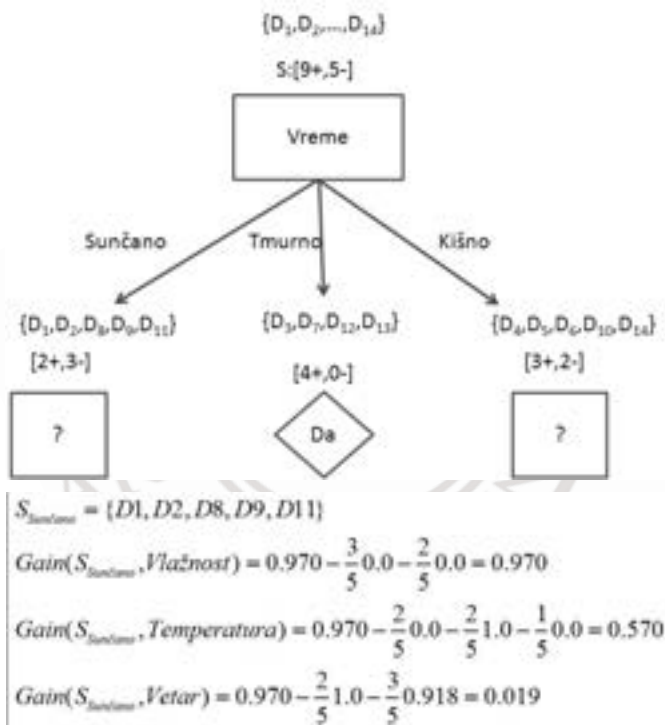 {D₁,D₂,...,D₁₄}
S:[9+,5-]
Vreme
Sunčano Tmurno Kišno
{D₁,D₂,D₈,D₉,D₁₁} {D₃,D₇,D₁₂,D₁₃} {D₄,D₅,D₆,D₁₀,D₁₄}
[2+,3-] [4+,0-] [3+,2-]
? Da ?
S_Sunčano = {D1, D2, D8, D9, D11}
Gain(S_Sunčano, Vlažnost) = 0.970 − 3/5 0.0 − 2/5 0.0 = 0.970
Gain(S_Sunčano, Temperatura) = 0.970 − 2/5 0.0 − 2/5 1.0 − 1/5 0.0 = 0.570
Gain(S_Sunčano, Vetar) = 0.970 − 2/5 1.0 − 3/5 0.918 = 0.019